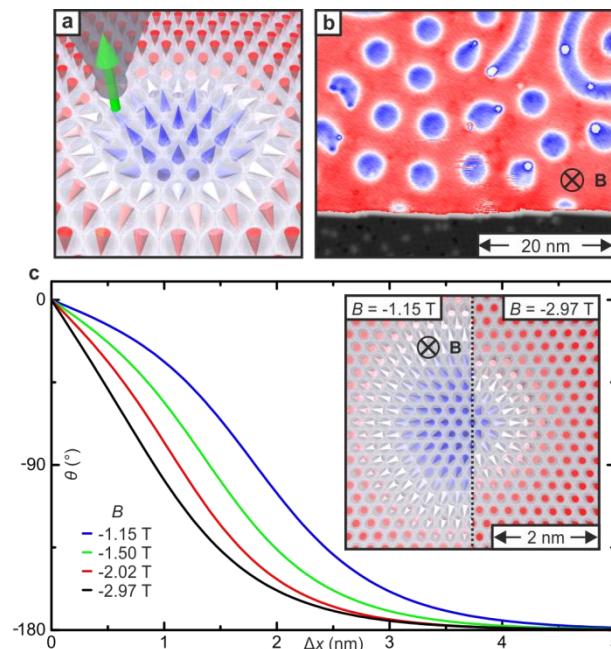 a
b
B
20 nm
c
0
-90
-180
θ (°)
B
-1.15 T
-1.50 T
-2.02 T
-2.97 T
B = -1.15 T
B = -2.97 T
B
2 nm
0
1
2
3
4
Δx (nm)